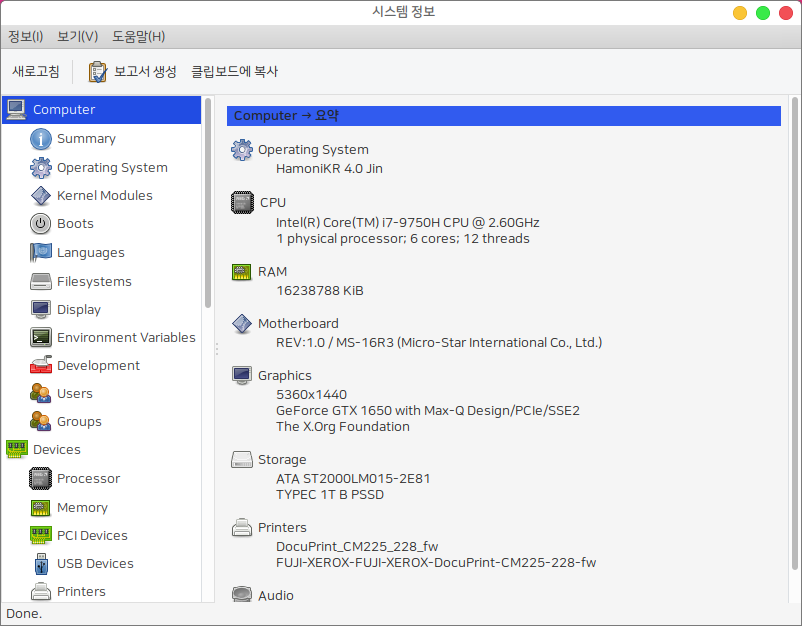 시스템 정보
정보(I) 보기(V) 도움말(H)
새로고침 보고서 생성 클립보드에 복사
Computer
Summary
Operating System
Kernel Modules
Boots
Languages
Filesystems
Display
Environment Variables
Development
Users
Groups
Devices
Processor
Memory
PCI Devices
USB Devices
Printers
Computer → 요약
Operating System
HamoniKR 4.0 Jin
CPU
Intel(R) Core(TM) i7-9750H CPU @ 2.60GHz
1 physical processor; 6 cores; 12 threads
RAM
16238788 KiB
Motherboard
REV:1.0 / MS-16R3 (Micro-Star International Co., Ltd.)
Graphics
5360x1440
GeForce GTX 1650 with Max-Q Design/PCIe/SSE2
The X.Org Foundation
Storage
ATA ST2000LM015-2E81
TYPEC 1T B PSSD
Printers
DocuPrint_CM225_228_fw
FUJI-XEROX-FUJI-XEROX-DocuPrint-CM225-228-fw
Audio
Done.